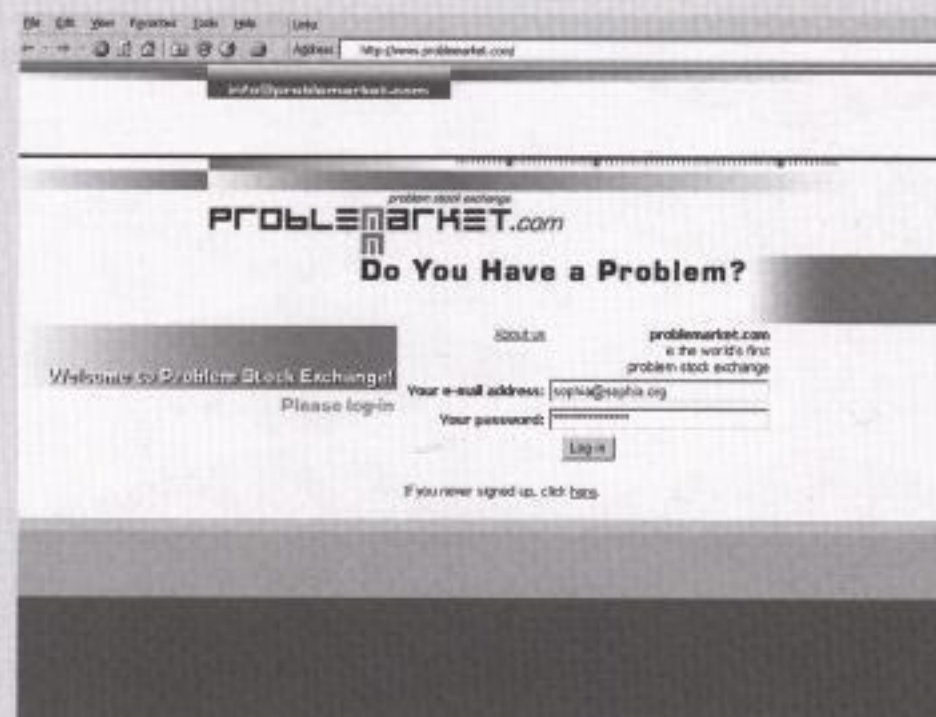 File Edit View Favorites Tools Help Links
Address http://www.problemarket.com/
info@problemarket.com
problem stock exchange
PROBLEMARKET.com
Do You Have a Problem?
About us
problemarket.com
is the world's first
problem stock exchange
Welcome to Problem Stock Exchange!
Please log-in
Your e-mail address: sophia@sophia.org
Your password: ***************
Log in
If you never signed up, click here.